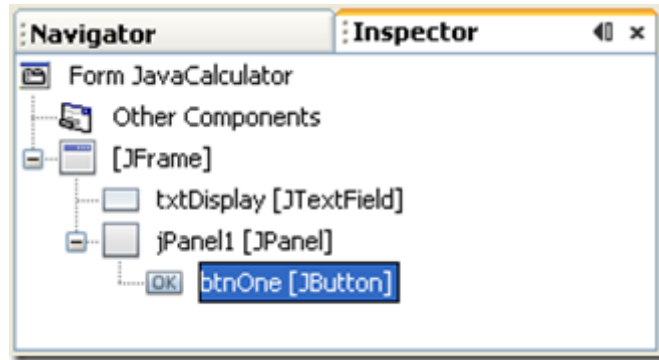 Navigator Inspector
Form JavaCalculator
Other Components
[JFrame]
txtDisplay [JTextField]
jPanel1 [JPanel]
OK btnOne [JButton]